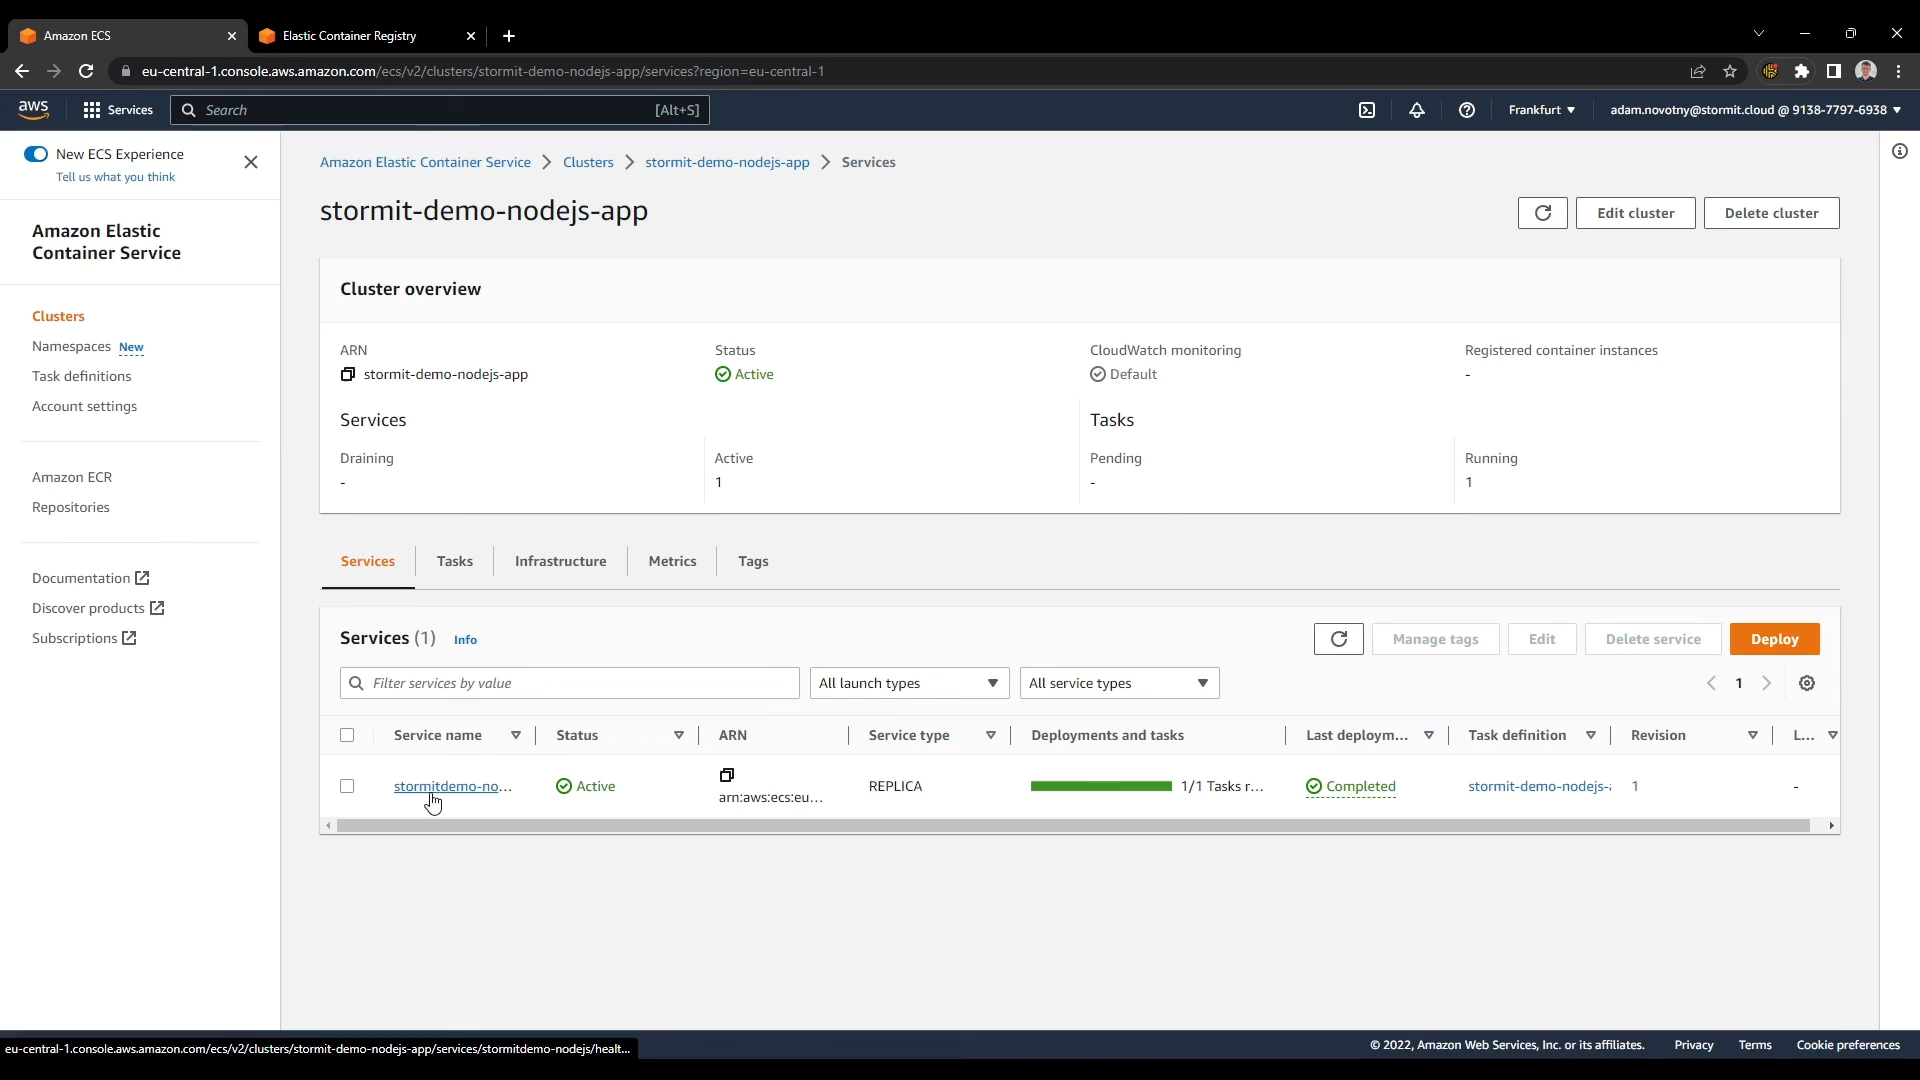 Amazon ECS
Elastic Container Registry
eu-central-1.console.aws.amazon.com/ecs/v2/clusters/stormit-demo-nodejs-app/services?region=eu-central-1
aws
Services
Search
[Alt+S]
Frankfurt
adam.novotny@stormit.cloud @ 9138-7797-6938
New ECS Experience
Tell us what you think
Amazon Elastic
Container Service
Clusters
Namespaces New
Task definitions
Account settings
Amazon ECR
Repositories
Documentation
Discover products
Subscriptions
Amazon Elastic Container Service > Clusters > stormit-demo-nodejs-app > Services
stormit-demo-nodejs-app
Edit cluster
Delete cluster
Cluster overview
ARN
stormit-demo-nodejs-app
Status
Active
CloudWatch monitoring
Default
Registered container instances
-
Services
Draining
-
Active
1
Tasks
Pending
-
Running
1
Services
Tasks
Infrastructure
Metrics
Tags
Services (1) Info
Manage tags
Edit
Delete service
Deploy
Filter services by value
All launch types
All service types
1
Service name
Status
ARN
Service type
Deployments and tasks
Last deploym...
Task definition
Revision
L...
stormitdemo-no...
Active
arn:aws:ecs:eu...
REPLICA
1/1 Tasks r...
Completed
stormit-demo-nodejs-
1
-
eu-central-1.console.aws.amazon.com/ecs/v2/clusters/stormit-demo-nodejs-app/services/stormitdemo-nodejs/healt...
© 2022, Amazon Web Services, Inc. or its affiliates.
Privacy
Terms
Cookie preferences